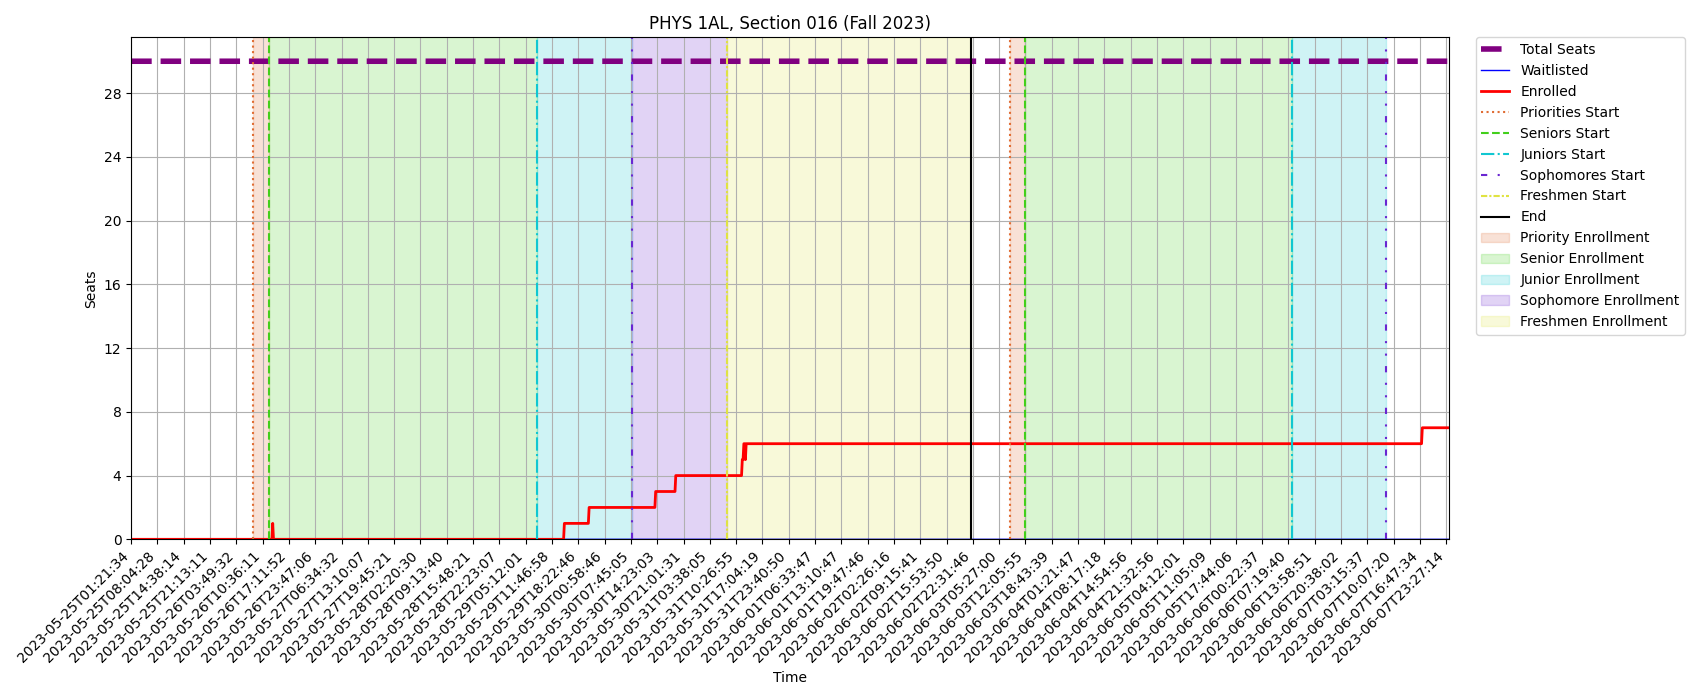 PHYS 1AL, Section 016 (Fall 2023)
Seats
28
24
20
16
12
8
4
0
2023-05-25T01:21:34
2023-05-25T08:04:28
2023-05-25T14:38:14
2023-05-25T21:13:11
2023-05-26T03:49:32
2023-05-26T10:36:11
2023-05-26T17:11:52
2023-05-26T23:47:06
2023-05-27T06:34:32
2023-05-27T13:10:07
2023-05-27T19:45:21
2023-05-28T02:20:30
2023-05-28T09:13:40
2023-05-28T15:48:21
2023-05-28T22:23:07
2023-05-29T05:12:01
2023-05-29T11:46:58
2023-05-29T18:22:46
2023-05-30T00:58:46
2023-05-30T07:45:05
2023-05-30T14:23:03
2023-05-30T21:01:31
2023-05-31T03:38:05
2023-05-31T10:26:55
2023-05-31T17:04:19
2023-05-31T23:40:50
2023-06-01T06:33:47
2023-06-01T13:10:47
2023-06-01T19:47:46
2023-06-02T02:26:16
2023-06-02T09:15:41
2023-06-02T15:53:50
2023-06-02T22:31:46
2023-06-03T05:27:00
2023-06-03T12:05:55
2023-06-03T18:43:39
2023-06-04T01:21:47
2023-06-04T08:17:18
2023-06-04T14:54:56
2023-06-04T21:32:56
2023-06-05T04:12:01
2023-06-05T11:05:09
2023-06-05T17:44:06
2023-06-06T00:22:37
2023-06-06T07:19:40
2023-06-06T13:58:51
2023-06-06T20:38:02
2023-06-07T03:15:37
2023-06-07T10:07:20
2023-06-07T16:47:34
2023-06-07T23:27:14
Time
Total Seats
Waitlisted
Enrolled
Priorities Start
Seniors Start
Juniors Start
Sophomores Start
Freshmen Start
End
Priority Enrollment
Senior Enrollment
Junior Enrollment
Sophomore Enrollment
Freshmen Enrollment